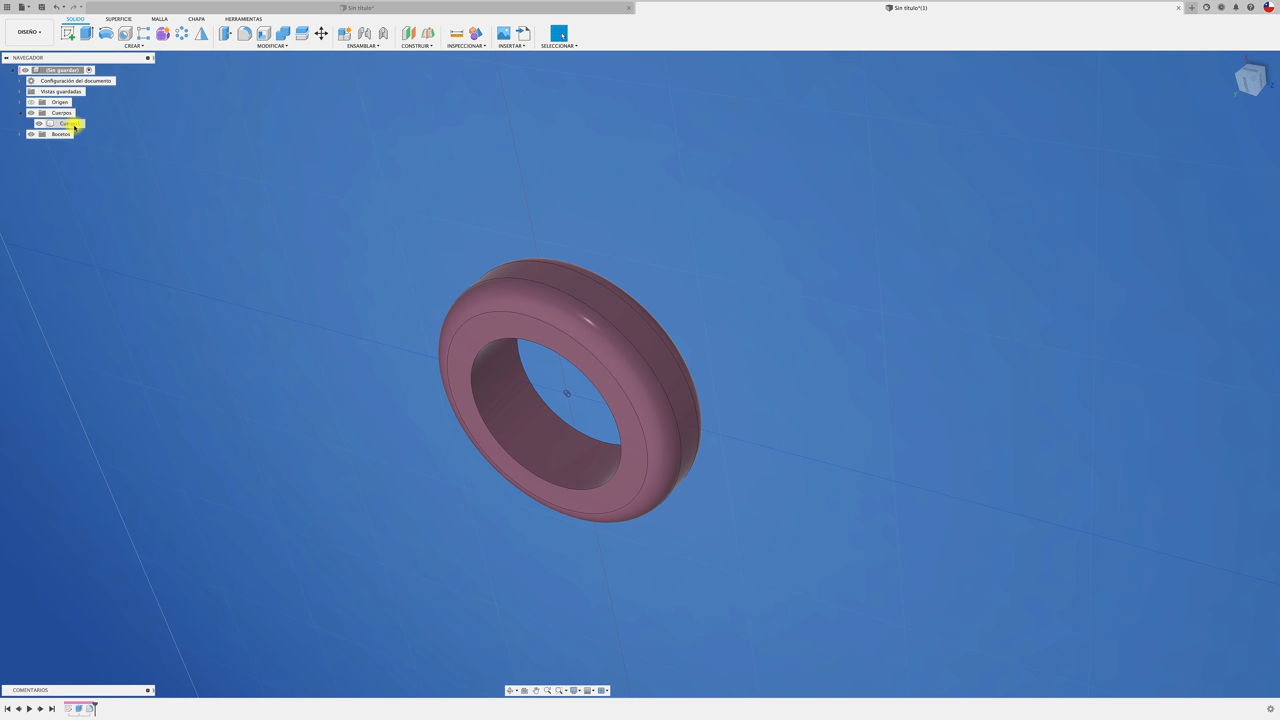 Sin título*
Sin título*(1)
DISEÑO
SÓLIDO
SUPERFICIE
MALLA
CHAPA
HERRAMIENTAS
CREAR
MODIFICAR
ENSAMBLAR
CONSTRUIR
INSPECCIONAR
INSERTAR
SELECCIONAR
NAVEGADOR
(Sin guardar)
Configuración del documento
Vistas guardadas
Origen
Cuerpos
Bocetos
COMENTARIOS